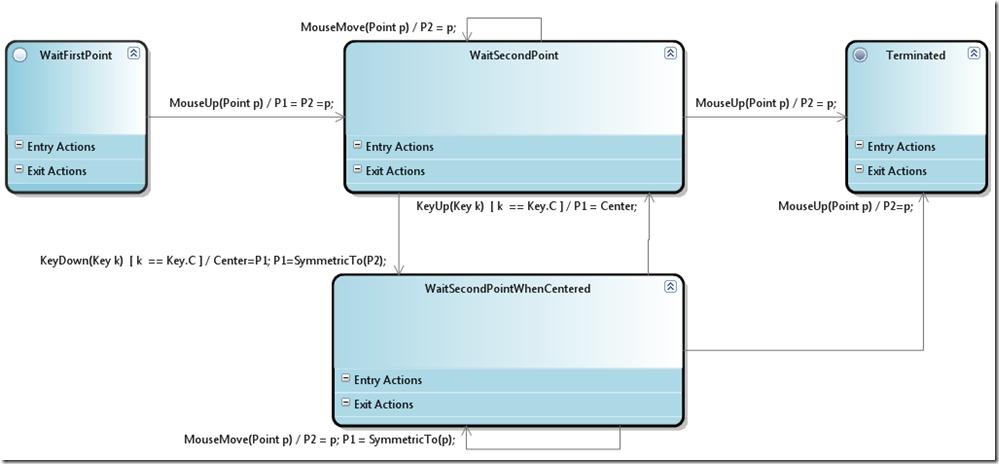 MouseMove(Point p) / P2 = p;
WaitFirstPoint
WaitSecondPoint
Terminated
MouseUp(Point p) / P1 = P2 =p;
MouseUp(Point p) / P2 = p;
Entry Actions
Exit Actions
Entry Actions
Exit Actions
Entry Actions
Exit Actions
KeyUp(Key k) [ k == Key.C ] / P1 = Center;
MouseUp(Point p) / P2=p;
KeyDown(Key k) [ k == Key.C ] / Center=P1; P1=SymmetricTo(P2);
WaitSecondPointWhenCentered
Entry Actions
Exit Actions
MouseMove(Point p) / P2 = p; P1 = SymmetricTo(p);